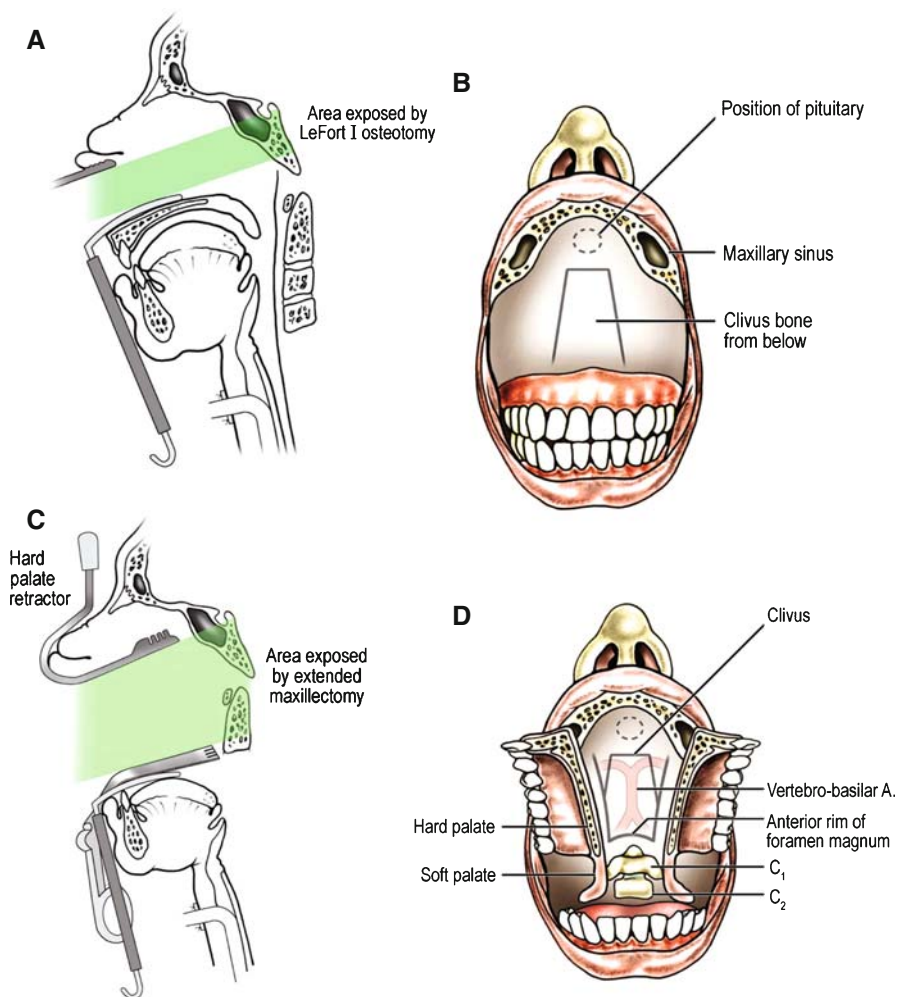 A
Area exposed by
LeFort I osteotomy
B
Position of pituitary
Maxillary sinus
Clivus bone
from below
C
Hard
palate
retractor
Area exposed
by extended
maxillectomy
D
Clivus
Vertebro-basilar A.
Anterior rim of
foramen magnum
Hard palate
Soft palate
C1
C2